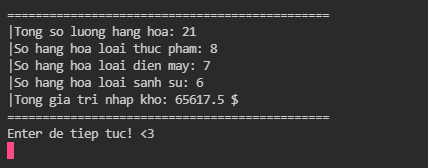 ==========================================
|Tong so luong hang hoa: 21
|So hang hoa loai thuc pham: 8
|So hang hoa loai dien may: 7
|So hang hoa loai sanh su: 6
|Tong gia tri nhap kho: 65617.5 $
==========================================
Enter de tiep tuc! <3